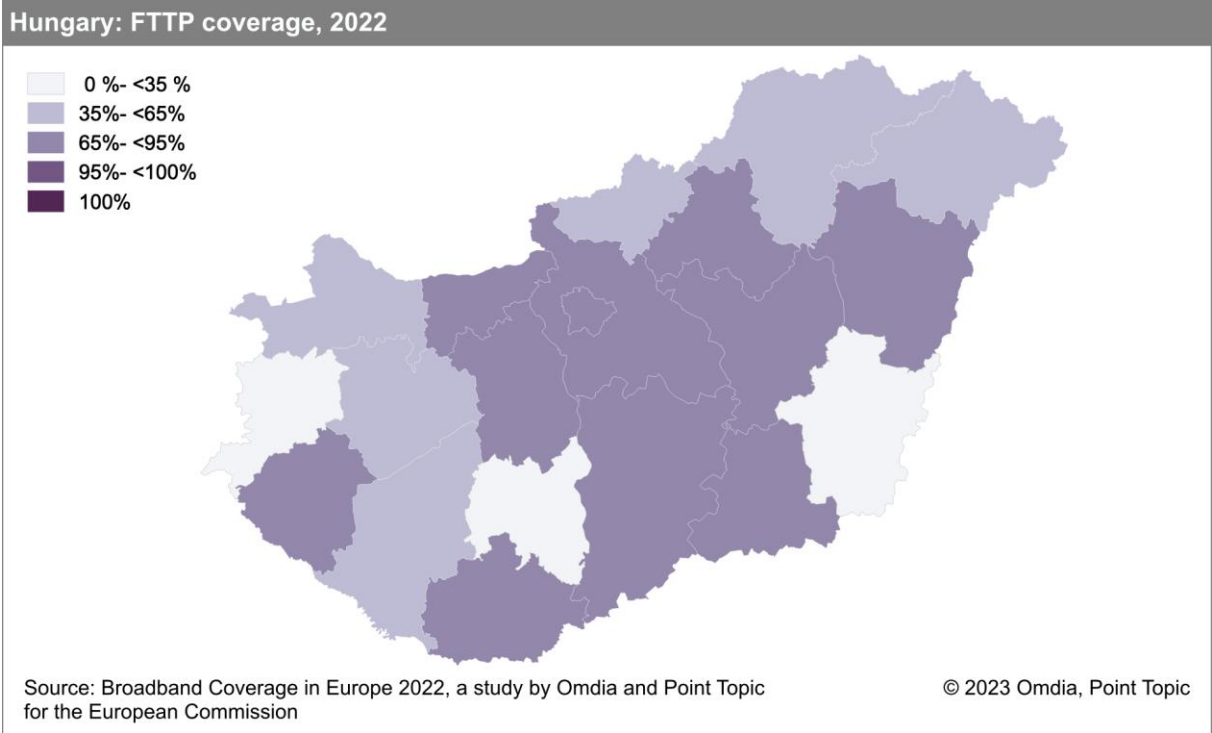 Hungary: FTTP coverage, 2022
0 %- <35 %
35%- <65%
65%- <95%
95%- <100%
100%
Source: Broadband Coverage in Europe 2022, a study by Omdia and Point Topic
for the European Commission
© 2023 Omdia, Point Topic